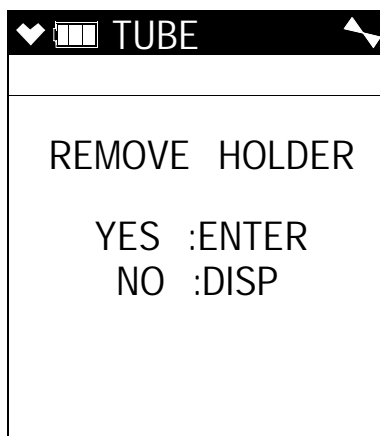 TUBE
REMOVE HOLDER
YES :ENTER
NO :DISP